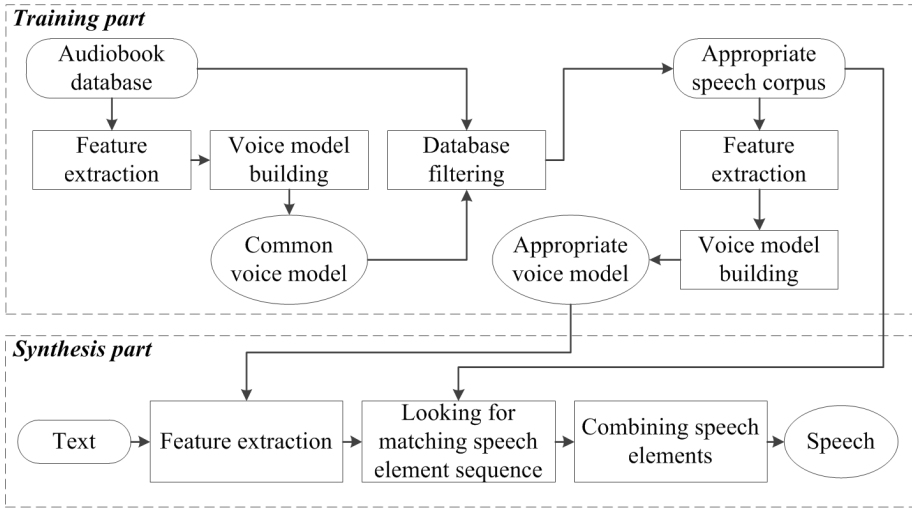 Training part
Audiobook
database
Appropriate
speech corpus
Feature
extraction
Voice model
building
Database
filtering
Feature
extraction
Common
voice model
Appropriate
voice model
Voice model
building
Synthesis part
Text
Feature extraction
Looking for
matching speech
element sequence
Combining speech
elements
Speech